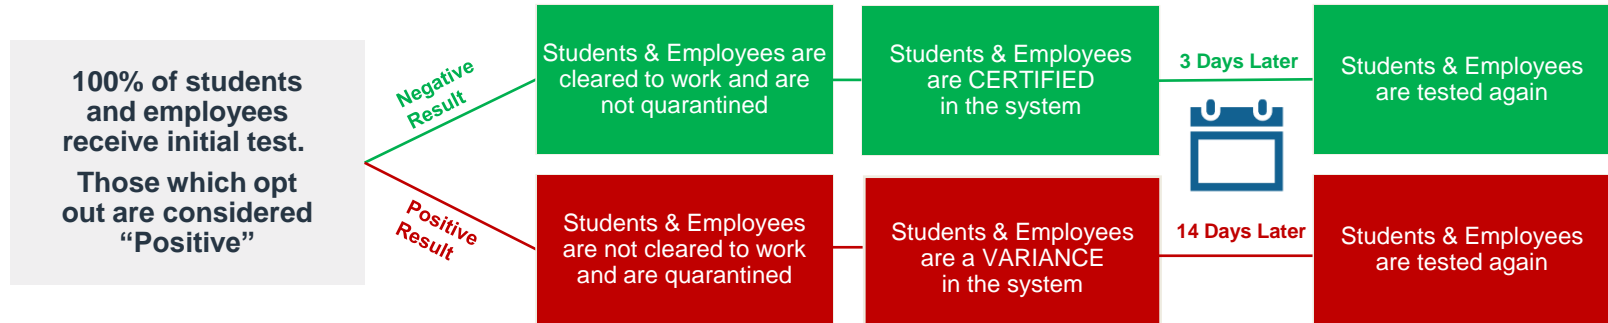 100% of students
and employees
receive initial test.
Those which opt
out are considered
“Positive”
Negative
Result
Students & Employees are
cleared to work and are
not quarantined
Students & Employees
are CERTIFIED
in the system
3 Days Later
Students & Employees
are tested again
Positive
Result
Students & Employees
are not cleared to work
and are quarantined
Students & Employees
are a VARIANCE
in the system
14 Days Later
Students & Employees
are tested again